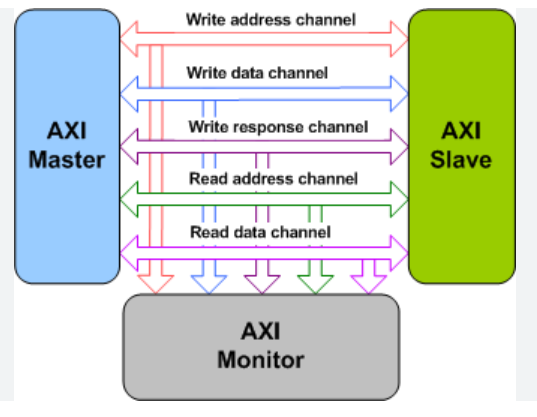 Write address channel
Write data channel
AXI
Master
Write response channel
AXI
Slave
Read address channel
Read data channel
AXI
Monitor